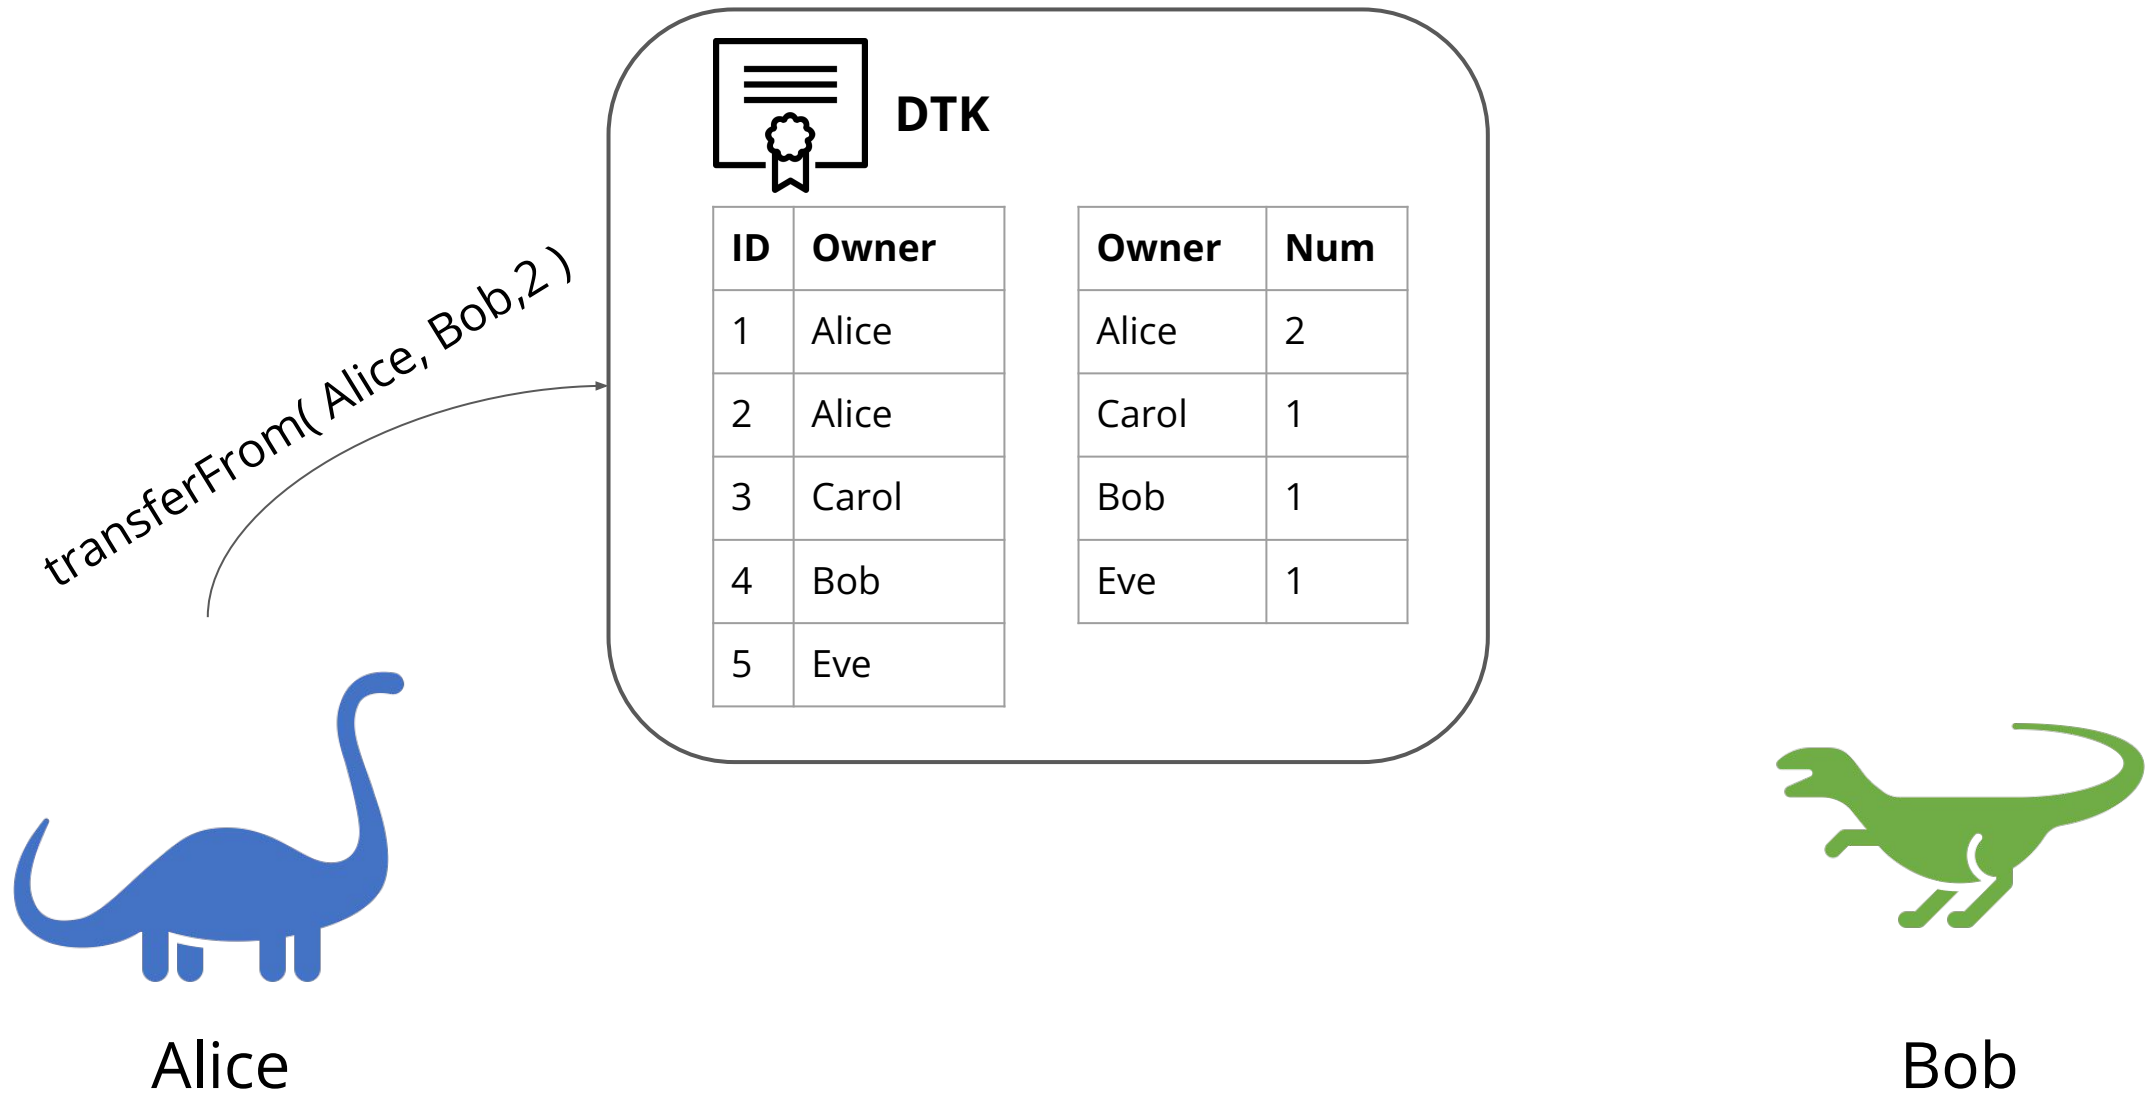 DTK
transferFrom( Alice, Bob,2 )
ID Owner
1 Alice
2 Alice
3 Carol
4 Bob
5 Eve
Owner Num
Alice 2
Carol 1
Bob 1
Eve 1
Alice
Bob